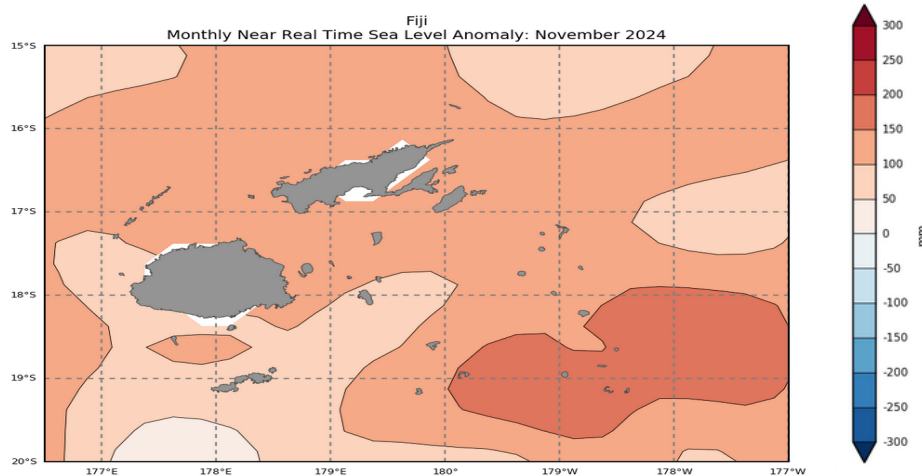 Fiji
Monthly Near Real Time Sea Level Anomaly: November 2024
15°S
16°S
17°S
18°S
19°S
20°S
177°E
178°E
179°E
180°
179°W
178°W
177°W
300
250
200
150
100
50
0
-50
-100
-150
-200
-250
-300
mm